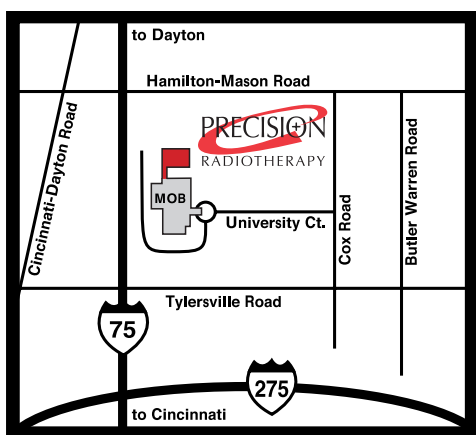 to Dayton
Hamilton-Mason Road
Cincinnati-Dayton Road
PRECISION
RADIOTHERAPY
MOB
University Ct.
Cox Road
Butler Warren Road
Tylersville Road
75
275
to Cincinnati